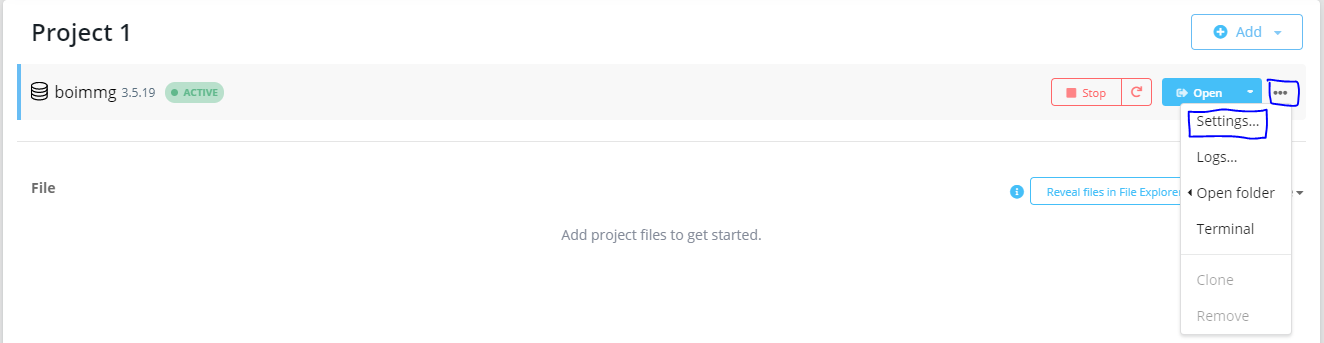 Project 1
Add
boimmg 3.5.19 ACTIVE
Stop
Open
Settings...
Logs...
File
Reveal files in File Explorer
Open folder
Add project files to get started.
Terminal
Clone
Remove